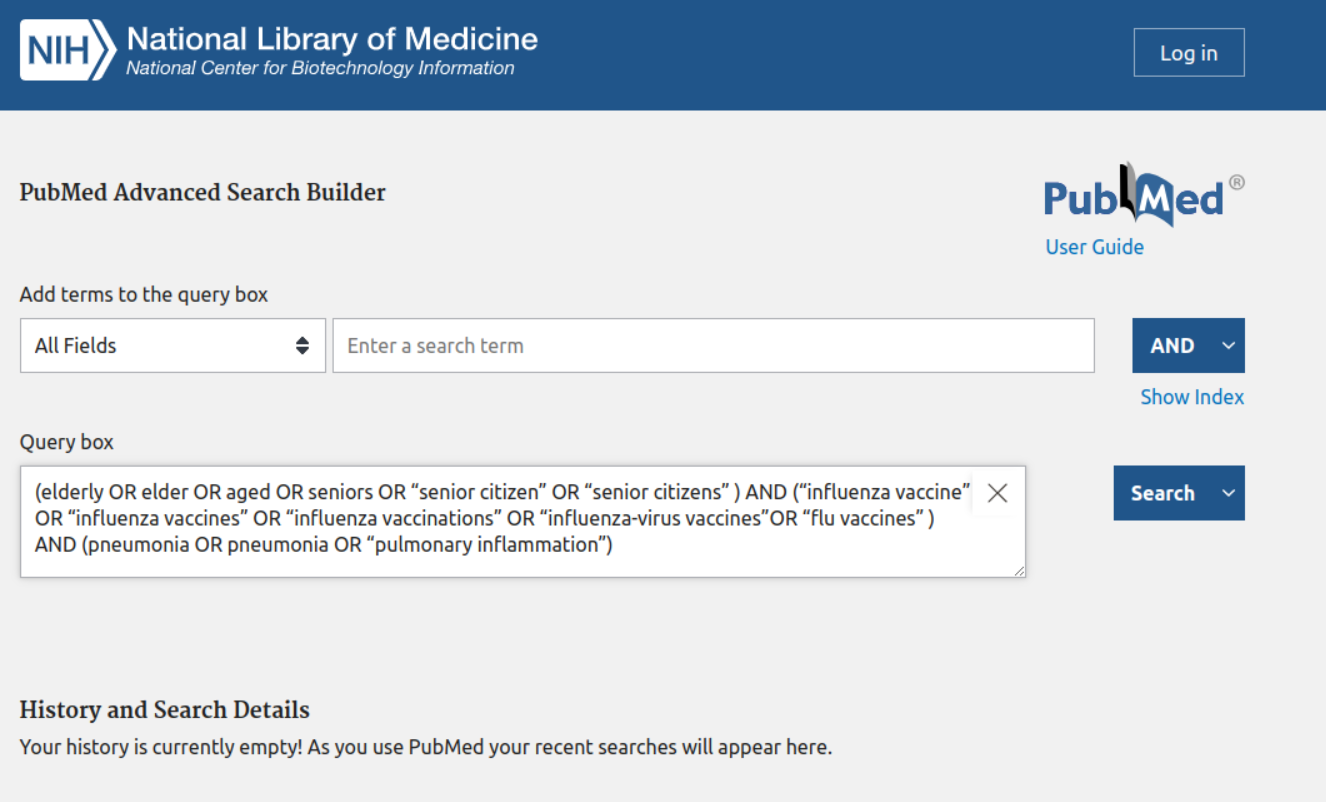 NIH National Library of Medicine
National Center for Biotechnology Information
Log in
PubMed Advanced Search Builder
PubMed ®
User Guide
Add terms to the query box
All Fields
Enter a search term
AND
Show Index
Query box
(elderly OR elder OR aged OR seniors OR “senior citizen” OR “senior citizens” ) AND (“influenza vaccine”
OR “influenza vaccines” OR “influenza vaccinations” OR “influenza-virus vaccines”OR “flu vaccines” )
AND (pneumonia OR pneumonia OR “pulmonary inflammation”)
Search
History and Search Details
Your history is currently empty! As you use PubMed your recent searches will appear here.